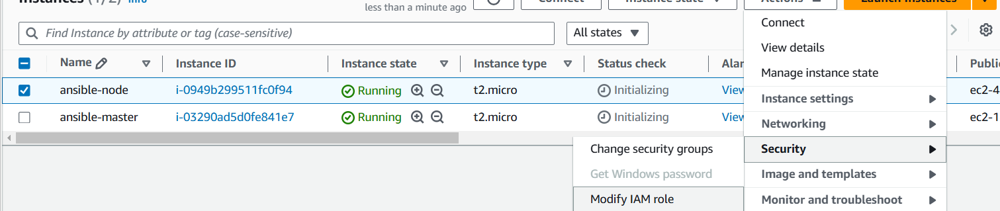 Instances (1/2) Info
less than a minute ago
Connect
Instance state
Actions
Launch instances
Find Instance by attribute or tag (case-sensitive)
All states
Name
Instance ID
Instance state
Instance type
Status check
Alar
Publi
ansible-node
i-0949b299511fc0f94
Running
t2.micro
Initializing
View
ec2-4
ansible-master
i-03290ad5d0fe841e7
Running
t2.micro
Initializing
View
ec2-1
Connect
View details
Manage instance state
Instance settings
Networking
Security
Image and templates
Monitor and troubleshoot
Change security groups
Get Windows password
Modify IAM role